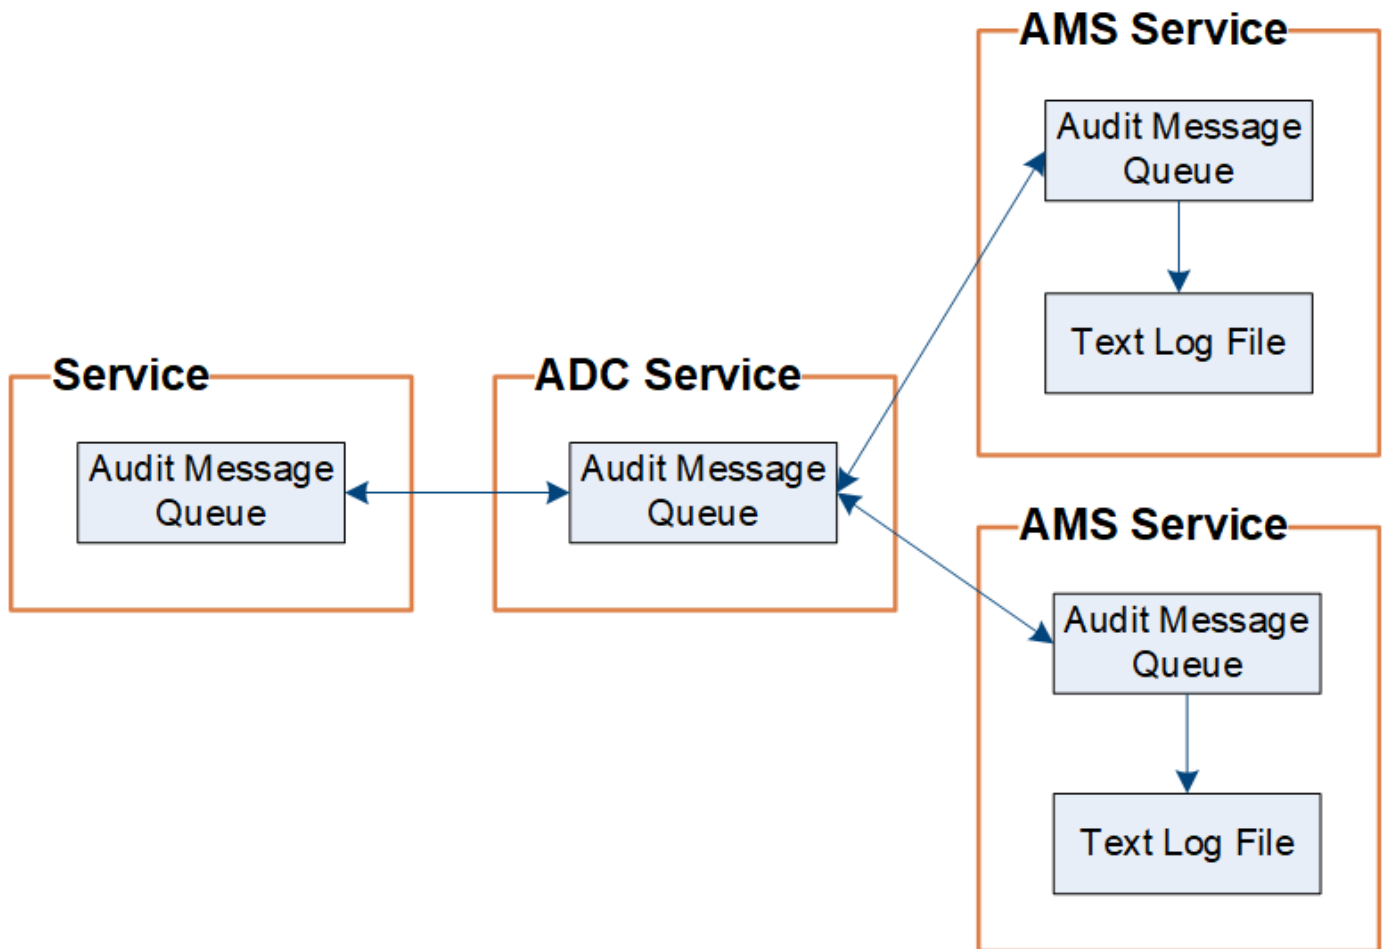 AMS Service
Audit Message
Queue
Text Log File
Service
Audit Message
Queue
ADC Service
Audit Message
Queue
AMS Service
Audit Message
Queue
Text Log File